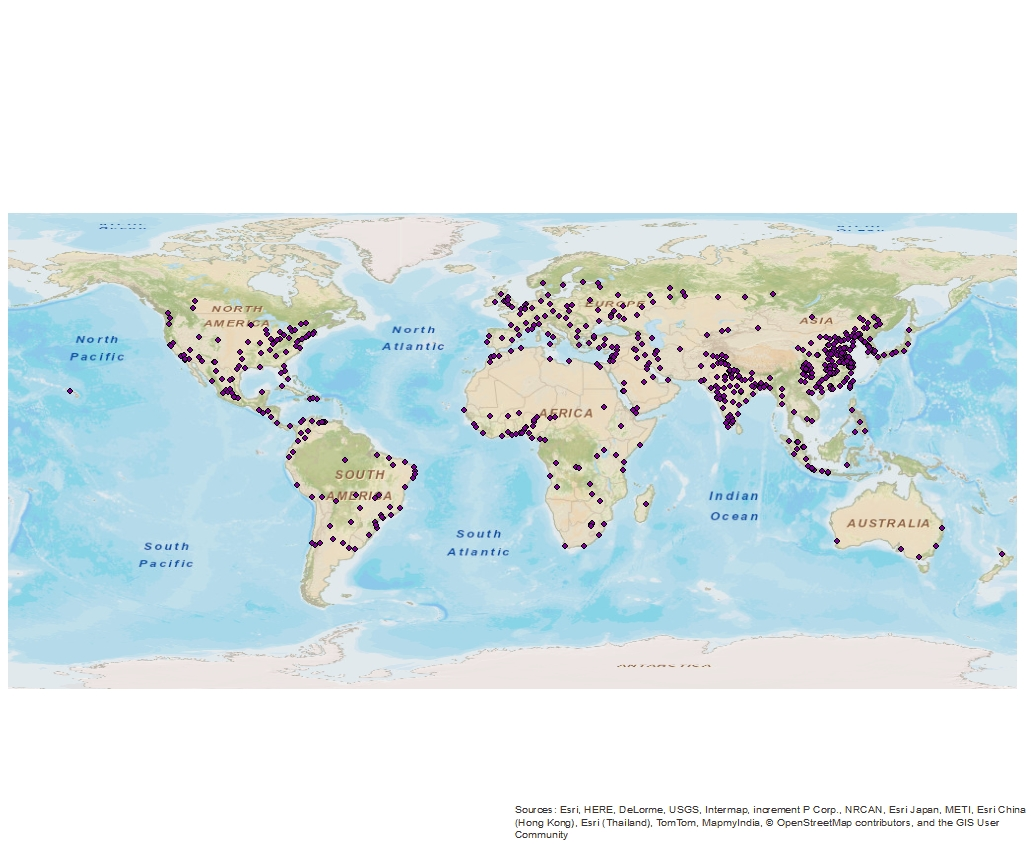 NORTH
AMERICA
North
Pacific
North
Atlantic
EUROPE
ASIA
AFRICA
SOUTH
AMERICA
Indian
Ocean
AUSTRALIA
South
Atlantic
South
Pacific
Sources: Esri, HERE, DeLorme, USGS, Intermap, increment P Corp., NRCAN, Esri Japan, METI, Esri China
(Hong Kong), Esri (Thailand), TomTom, MapmyIndia, © OpenStreetMap contributors, and the GIS User
Community